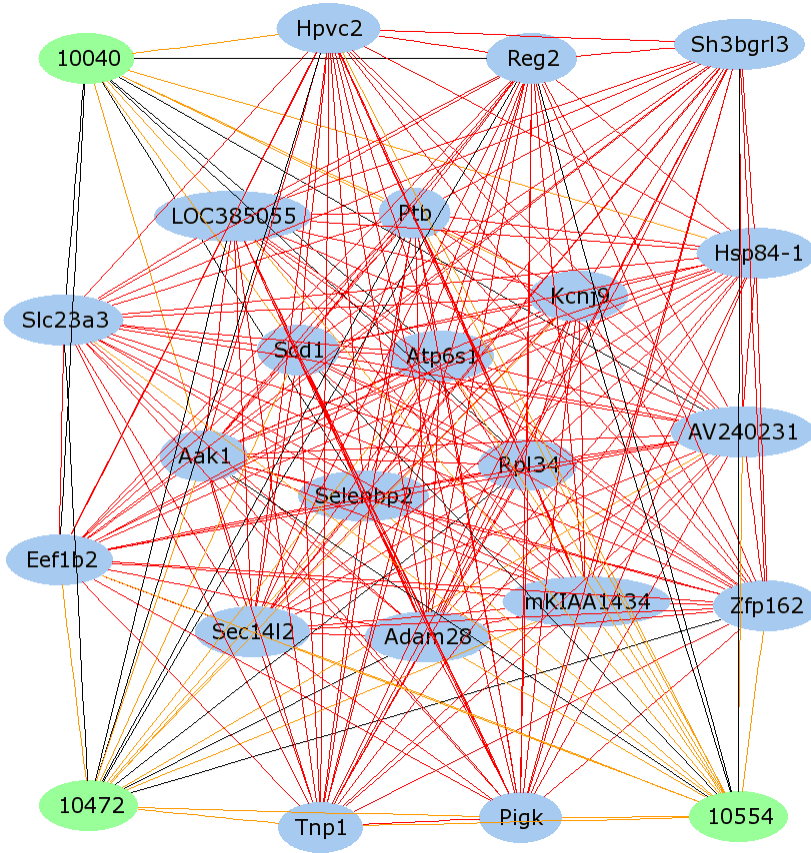 Hpvc2
10040
Reg2
Sh3bgrl3
LOC385055
Ptb
Hsp84-1
Kcnj9
Slc23a3
Scd1
Atp6s1
AV240231
Aak1
Rpl34
Selenbp2
Eef1b2
mKIAA1434
Zfp162
Sec14l2
Adam28
10472
Tnp1
Pigk
10554